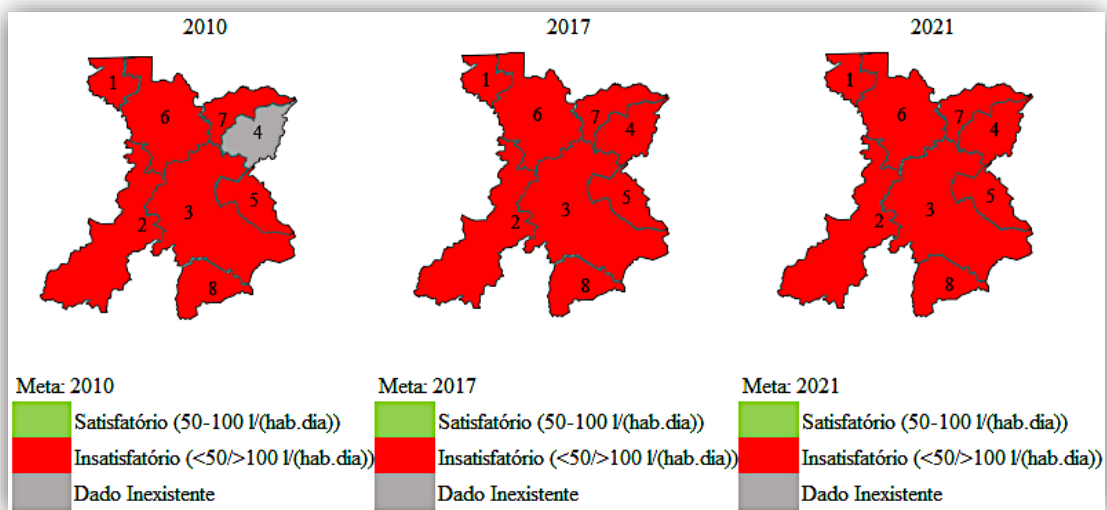 2010
2017
2021
1
6
7
4
2
3
5
8
1
6
7
4
2
3
5
8
1
6
7
4
2
3
5
8
Meta: 2010
Satisfatório (50-100 l/(hab.dia))
Insatisfatório (<50/>100 l/(hab.dia))
Dado Inexistente
Meta: 2017
Satisfatório (50-100 l/(hab.dia))
Insatisfatório (<50/>100 l/(hab.dia))
Dado Inexistente
Meta: 2021
Satisfatório (50-100 l/(hab.dia))
Insatisfatório (<50/>100 l/(hab.dia))
Dado Inexistente